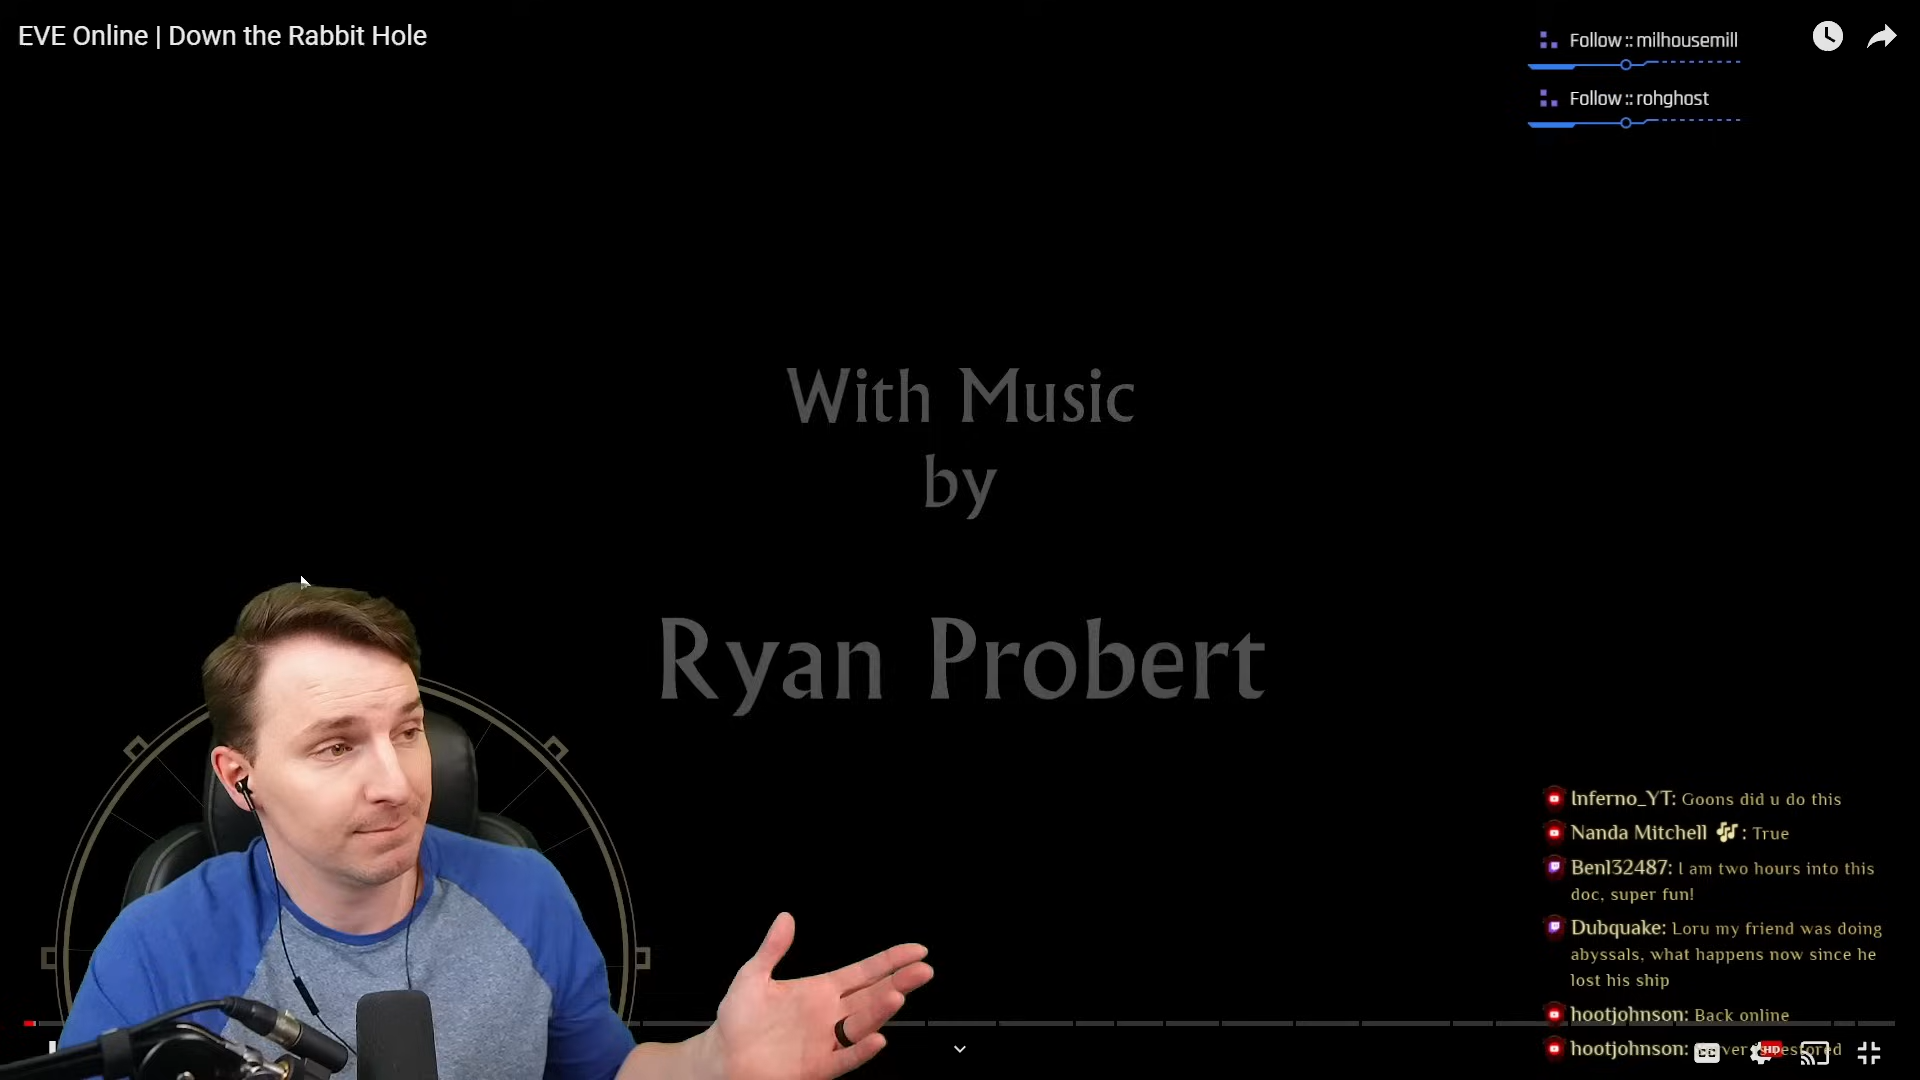 EVE Online | Down the Rabbit Hole
Follow :: milhousemill
Follow :: rohghost
With Music
by
Ryan Probert
Inferno_YT: Goons did u do this
Nanda Mitchell 🎶 : True
Benl32487: I am two hours into this
doc, super fun!
Dubquake: Loru my friend was doing
abyssals, what happens now since he
lost his ship
hootjohnson: Back online
hootjohnson:
HD